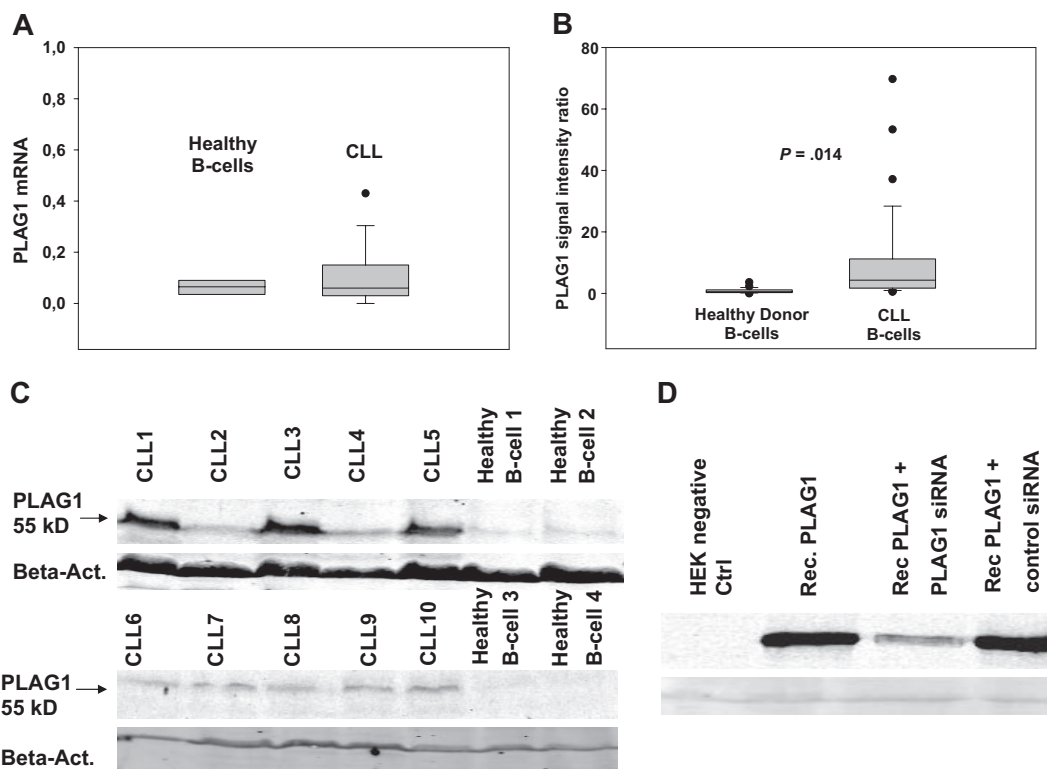 A
PLAG1 mRNA
1,0
0,8
0,6
0,4
0,2
0,0
Healthy
B-cells
CLL
B
PLAG1 signal intensity ratio
80
60
40
20
0
P = .014
Healthy Donor
B-cells
CLL
B-cells
C
CLL1
CLL2
CLL3
CLL4
CLL5
Healthy
B-cell 1
Healthy
B-cell 2
PLAG1
55 kD
Beta-Act.
CLL6
CLL7
CLL8
CLL9
CLL10
Healthy
B-cell 3
Healthy
B-cell 4
PLAG1
55 kD
Beta-Act.
D
HEK negative
Ctrl
Rec. PLAG1
Rec PLAG1 +
PLAG1 siRNA
Rec PLAG1 +
control siRNA